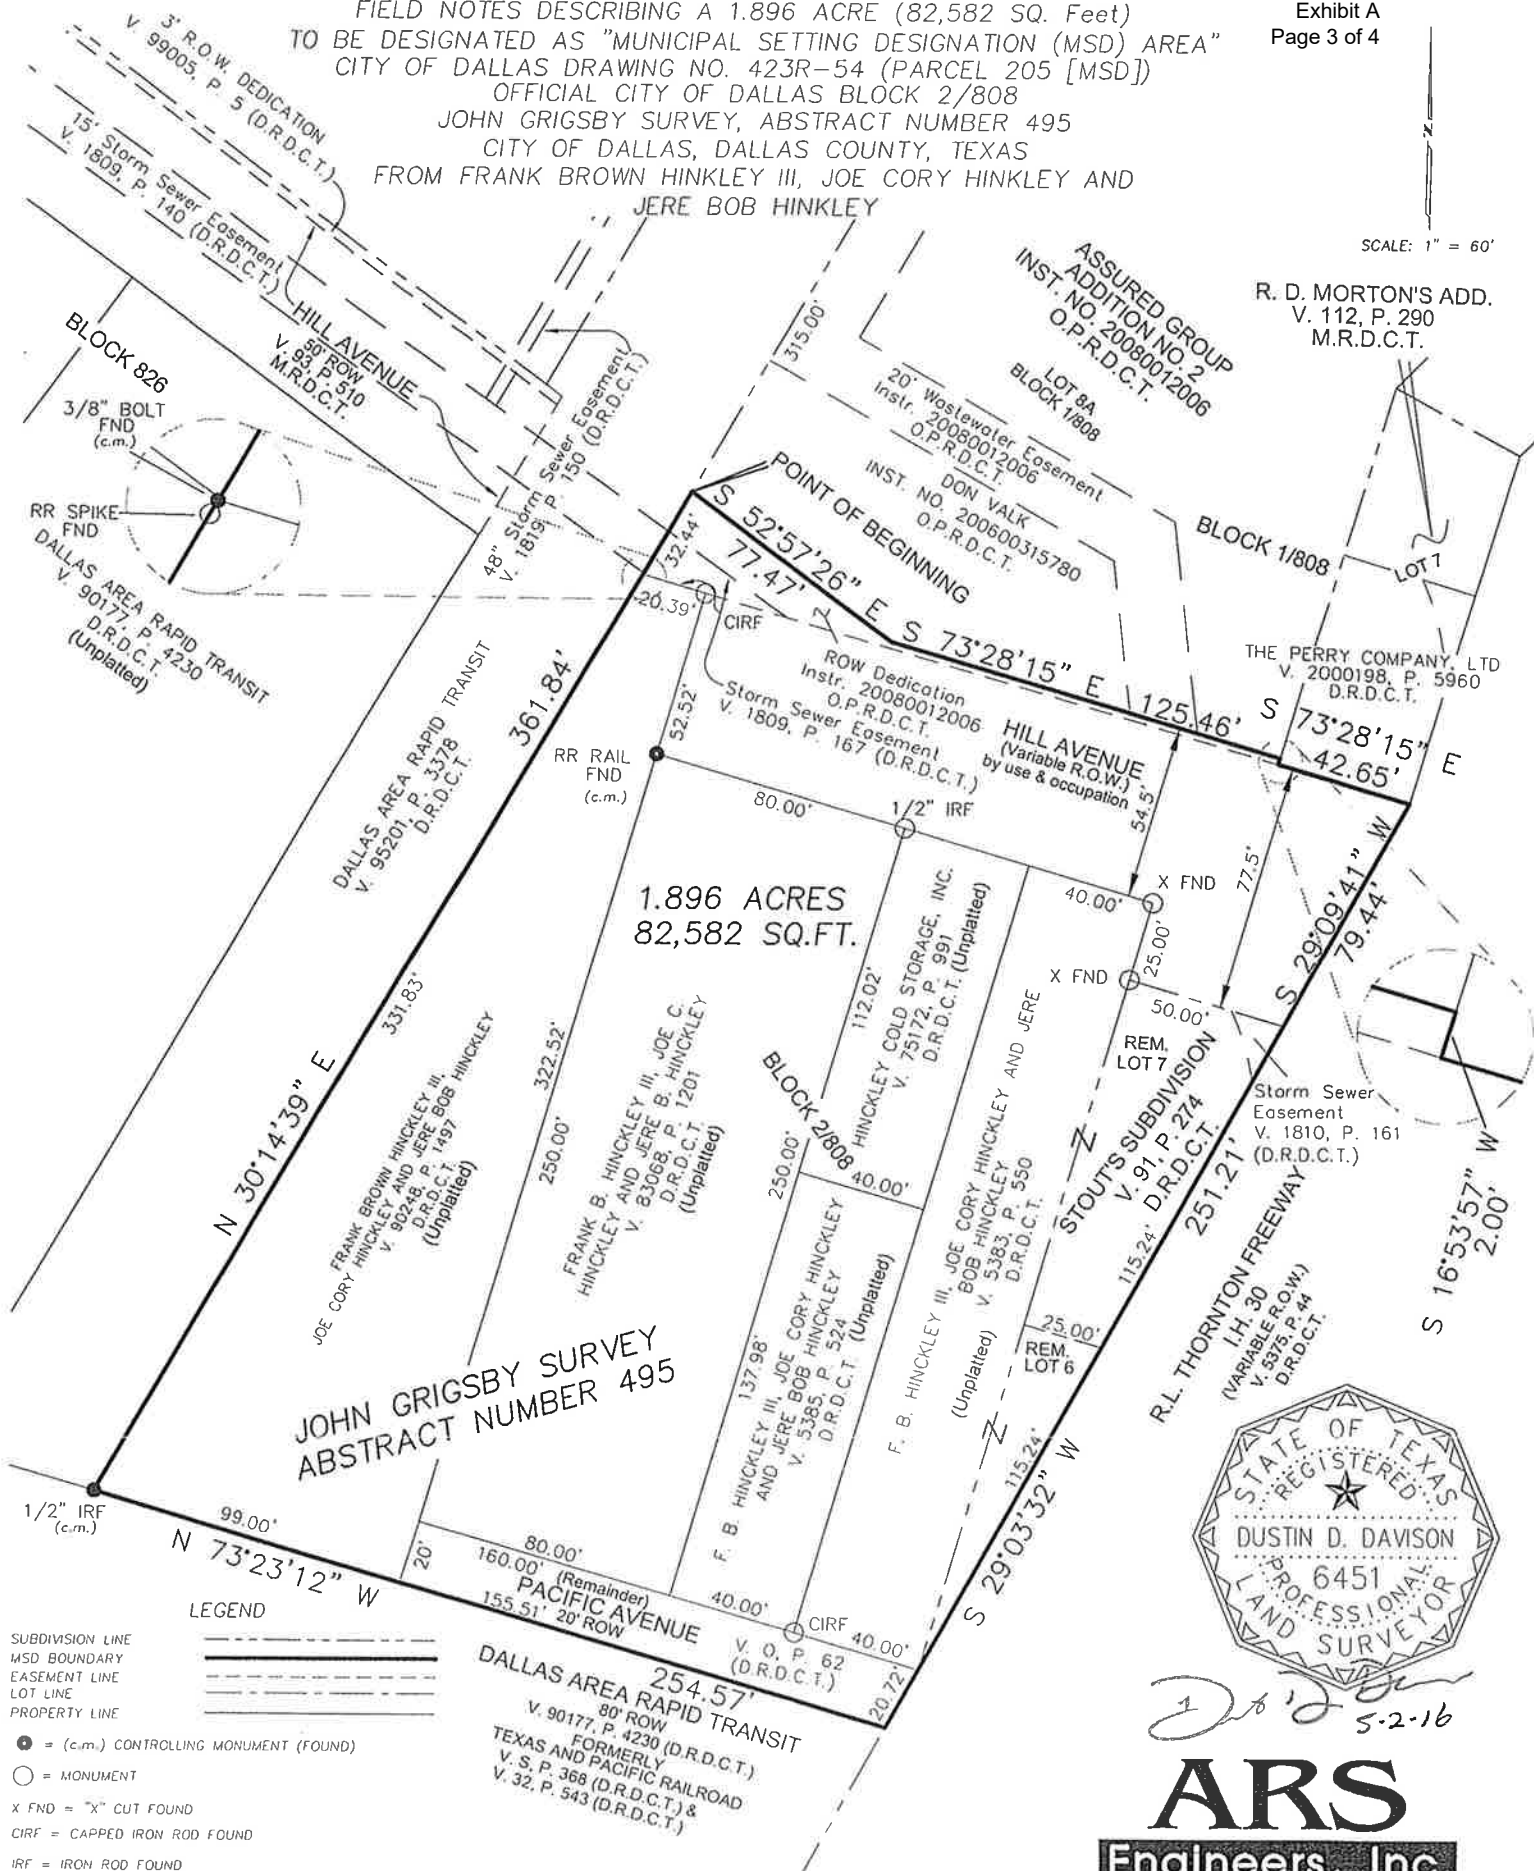 FIELD NOTES DESCRIBING A 1.896 ACRE (82,582 SQ. Feet)
TO BE DESIGNATED AS "MUNICIPAL SETTING DESIGNATION (MSD) AREA"
CITY OF DALLAS DRAWING NO. 423R-54 (PARCEL 205 [MSD])
OFFICIAL CITY OF DALLAS BLOCK 2/808
JOHN GRIGSBY SURVEY, ABSTRACT NUMBER 495
CITY OF DALLAS, DALLAS COUNTY, TEXAS
FROM FRANK BROWN HINKLEY III, JOE CORY HINKLEY AND
JERE BOB HINKLEY
Exhibit A
Page 3 of 4
N
SCALE: 1" = 60'
3' R.O.W. DEDICATION
V. 99005, P. 5 (D.R.D.C.T.)
15' Storm Sewer Easement
V. 1809, P. 140 (D.R.D.C.T.)
HILL AVENUE
50' ROW
V. 93, P. 510
M.R.D.C.T.
BLOCK 826
3/8" BOLT
FND
(c.m.)
RR SPIKE
FND
DALLAS AREA RAPID TRANSIT
V. 90177, P. 4230
D.R.D.C.T.
(Unplatted)
48" Storm Sewer Easement
V. 1819, P. 150 (D.R.D.C.T.)
315.00'
ASSURED GROUP
ADDITION NO. 2
INST. NO. 20080012006
O.P.R.D.C.T.
LOT 8A
BLOCK 1/808
R. D. MORTON'S ADD.
V. 112, P. 290
M.R.D.C.T.
20' Wastewater Easement
Instr. 20080012006
O.P.R.D.C.T.
DON VALK
INST. NO. 200600315780
O.P.R.D.C.T.
POINT OF BEGINNING
BLOCK 1/808
LOT 7
THE PERRY COMPANY, LTD
V. 2000198, P. 5960
D.R.D.C.T.
S 52°57'26" E
77.47'
S 73°28'15" E 125.46'
S 73°28'15" E
42.65'
32.44'
20.39'
CIRF
52.52'
RR RAIL
FND
(c.m.)
ROW Dedication
Instr. 20080012006
O.P.R.D.C.T.
Storm Sewer Easement
V. 1809, P. 167 (D.R.D.C.T.)
HILL AVENUE
(Variable R.O.W.)
by use & occupation
54.5'
77.5'
80.00'
1/2" IRF
40.00'
X FND
25.00'
X FND
50.00'
S 29°09'41" W
79.44'
361.84'
DALLAS AREA RAPID TRANSIT
V. 95201, P. 3378
D.R.D.C.T.
1.896 ACRES
82,582 SQ.FT.
N 30°14'39" E
331.83'
FRANK BROWN HINCKLEY III,
JOE CORY HINCKLEY AND JERE BOB HINCKLEY
V. 90248, P. 1497
D.R.D.C.T.
(Unplatted)
322.52'
250.00'
FRANK B. HINCKLEY III, JOE C.
HINCKLEY AND JERE B. HINCKLEY
V. 83068, P. 1201
D.R.D.C.T.
(Unplatted)
BLOCK 2/808
112.02'
250.00'
137.98'
HINCKLEY COLD STORAGE, INC.
V. 75172, P. 991
D.R.D.C.T. (Unplatted)
40.00'
F. B. HINCKLEY III, JOE CORY HINCKLEY
AND JERE BOB HINCKLEY
V. 5385, P. 524
D.R.D.C.T. (Unplatted)
F. B. HINCKLEY III, JOE CORY HINCKLEY AND JERE
BOB HINCKLEY
V. 5383, P. 550
D.R.D.C.T.
(Unplatted)
REM.
LOT 7
Z
Z
STOUT'S SUBDIVISION
V. 91, P. 274
D.R.D.C.T.
Storm Sewer
Easement
V. 1810, P. 161
(D.R.D.C.T.)
S 16°53'57" W
2.00'
251.21'
115.24'
25.00'
REM.
LOT 6
115.24'
S 29°03'32" W
R.L. THORNTON FREEWAY
I.H. 30
(VARIABLE R.O.W.)
V. 5375, P. 44
D.R.D.C.T.
JOHN GRIGSBY SURVEY
ABSTRACT NUMBER 495
1/2" IRF
(c.m.)
99.00'
N 73°23'12" W
20'
80.00'
160.00' (Remainder)
PACIFIC AVENUE
155.51' 20' ROW
40.00'
CIRF
40.00'
V. O, P. 62
(D.R.D.C.T.)
20.72'
254.57'
DALLAS AREA RAPID TRANSIT
80' ROW
V. 90177, P. 4230 (D.R.D.C.T.)
FORMERLY
TEXAS AND PACIFIC RAILROAD
V. S, P. 368 (D.R.D.C.T.) &
V. 32, P. 543 (D.R.D.C.T.)
LEGEND
SUBDIVISION LINE
MSD BOUNDARY
EASEMENT LINE
LOT LINE
PROPERTY LINE
= (c.m.) CONTROLLING MONUMENT (FOUND)
= MONUMENT
X FND = "X" CUT FOUND
CIRF = CAPPED IRON ROD FOUND
IRF = IRON ROD FOUND
STATE OF TEXAS
REGISTERED
DUSTIN D. DAVISON
6451
PROFESSIONAL
LAND SURVEYOR
5-2-16
ARS
Engineers, Inc.